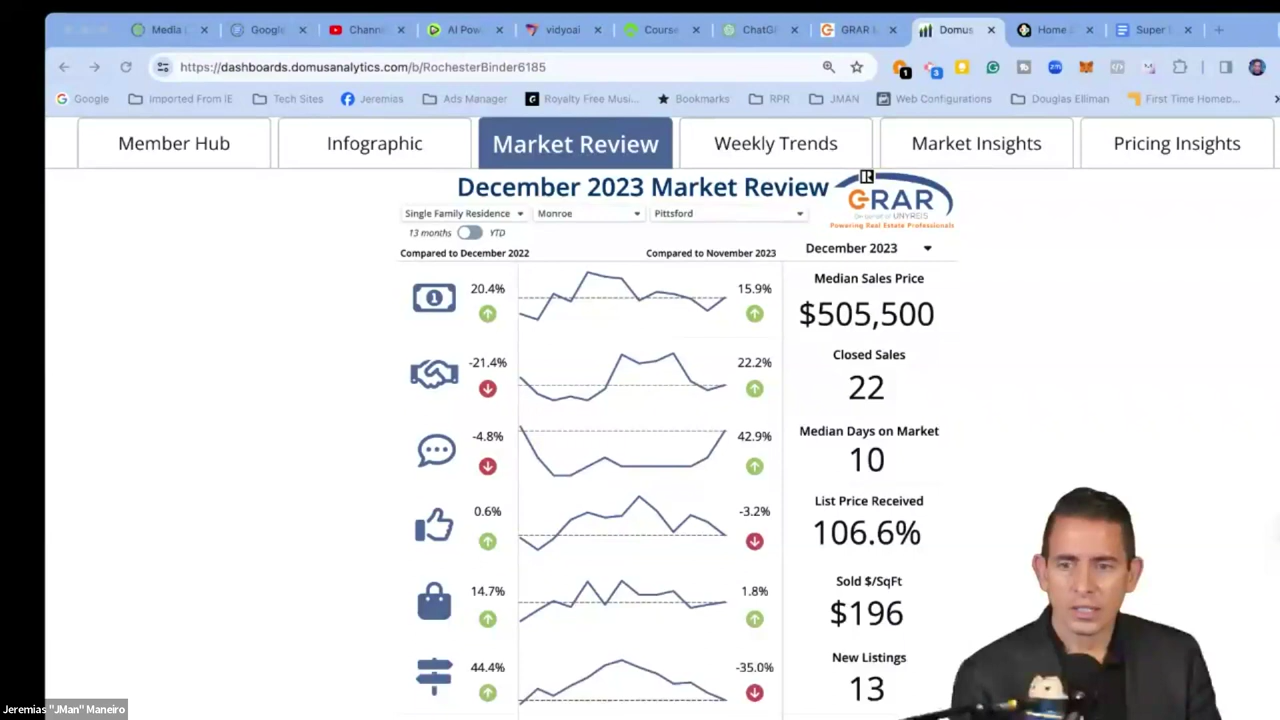 Media
Google
Chann
AI Pow
vidyoai
Course
ChatG
GRAR
Domus
Home
Super
https://dashboards.domusanalytics.com/b/RochesterBinder6185
Google
Imported From IE
Tech Sites
Jeremias
Ads Manager
Royalty Free Musi...
Bookmarks
RPR
JMAN
Web Configurations
Douglas Elliman
First Time Homeb...
Member Hub
Infographic
Market Review
Weekly Trends
Market Insights
Pricing Insights
December 2023 Market Review
GRAR
On behalf of UNYREIS
Powering Real Estate Professionals
Single Family Residence
Monroe
Pittsford
13 months
YTD
December 2023
Compared to December 2022
Compared to November 2023
20.4%
15.9%
Median Sales Price
$505,500
-21.4%
22.2%
Closed Sales
22
-4.8%
42.9%
Median Days on Market
10
0.6%
-3.2%
List Price Received
106.6%
14.7%
1.8%
Sold $/SqFt
$196
44.4%
-35.0%
New Listings
13
Jeremias "JMan" Maneiro